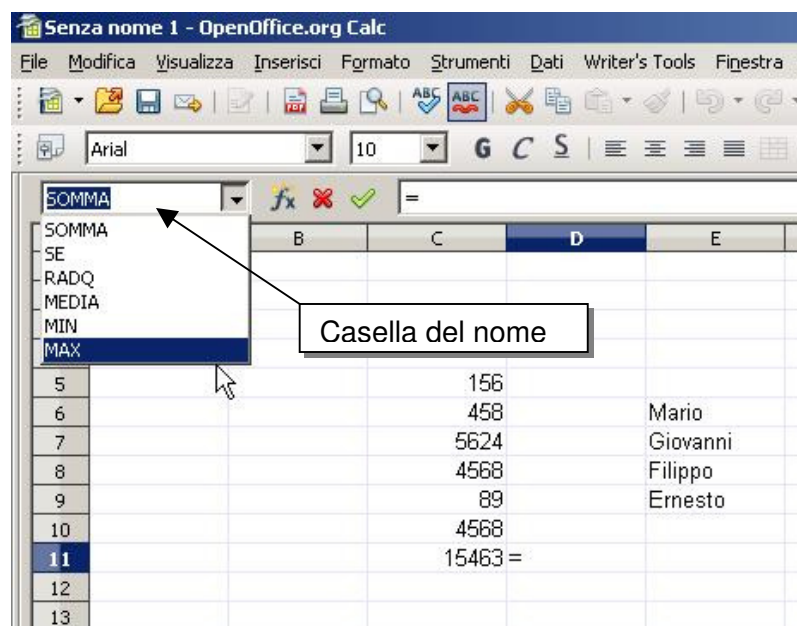 Senza nome 1 - OpenOffice.org Calc
File Modifica Visualizza Inserisci Formato Strumenti Dati Writer's Tools Finestra
Arial 10 G C S
SOMMA =
SOMMA
SE
RADQ
MEDIA
MIN
MAX
B C D E
Casella del nome
5 156
6 458 Mario
7 5624 Giovanni
8 4568 Filippo
9 89 Ernesto
10 4568
11 15463 =
12
13